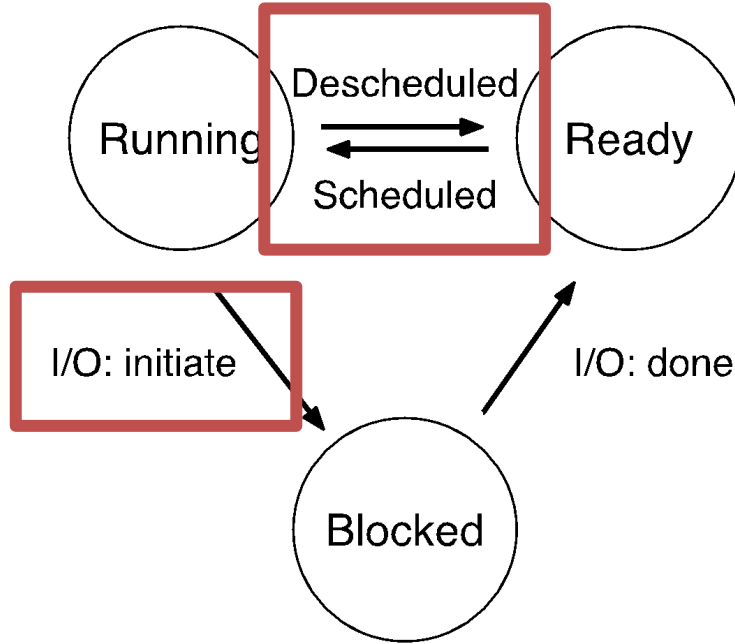 Descheduled
Running
Ready
Scheduled
I/O: initiate
I/O: done
Blocked